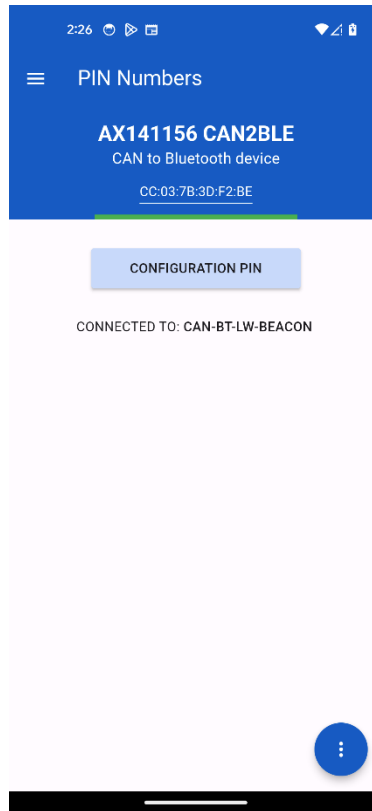 2:26
PIN Numbers
AX141156 CAN2BLE
CAN to Bluetooth device
CC:03:7B:3D:F2:BE
CONFIGURATION PIN
CONNECTED TO: CAN-BT-LW-BEACON